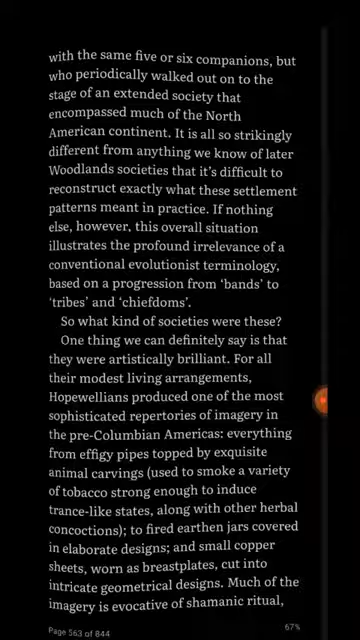 with the same five or six companions, but
who periodically walked out on to the
stage of an extended society that
encompassed much of the North
American continent. It is all so strikingly
different from anything we know of later
Woodlands societies that it’s difficult to
reconstruct exactly what these settlement
patterns meant in practice. If nothing
else, however, this overall situation
illustrates the profound irrelevance of a
conventional evolutionist terminology,
based on a progression from ‘bands’ to
‘tribes’ and ‘chiefdoms’.
So what kind of societies were these?
One thing we can definitely say is that
they were artistically brilliant. For all
their modest living arrangements,
Hopewellians produced one of the most
sophisticated repertories of imagery in
the pre-Columbian Americas: everything
from effigy pipes topped by exquisite
animal carvings (used to smoke a variety
of tobacco strong enough to induce
trance-like states, along with other herbal
concoctions); to fired earthen jars covered
in elaborate designs; and small copper
sheets, worn as breastplates, cut into
intricate geometrical designs. Much of the
imagery is evocative of shamanic ritual,
Page 563 of 844
67%